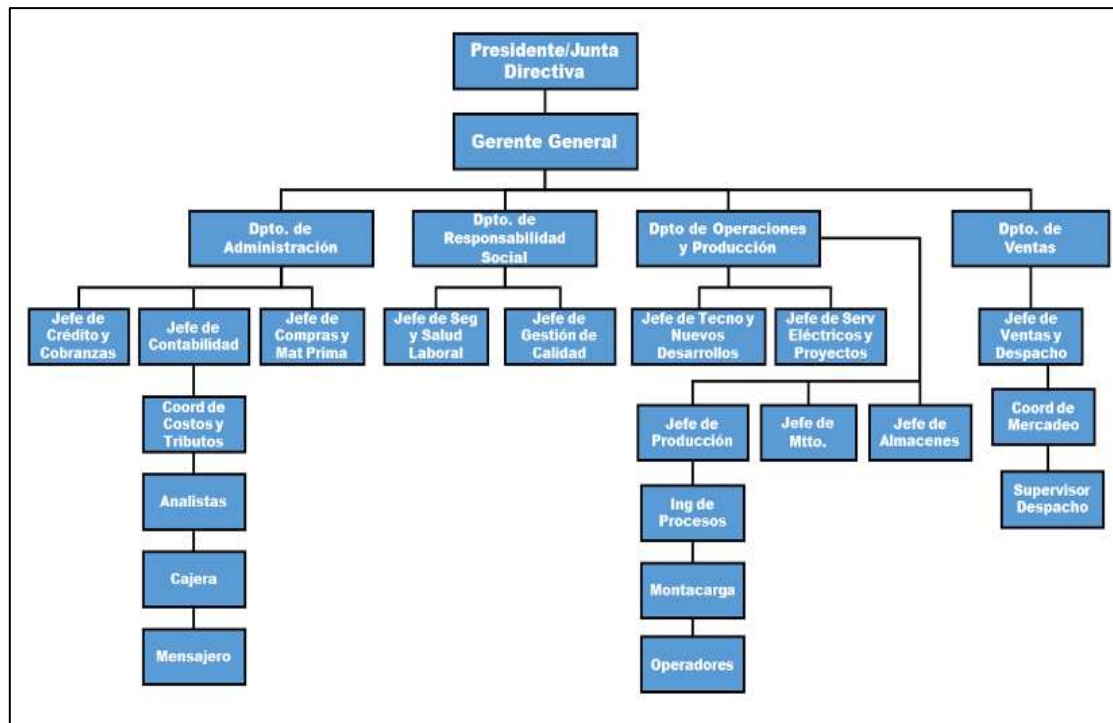 Presidente/Junta
Directiva
Gerente General
Dpto. de
Administración
Dpto. de
Responsabilidad
Social
Dpto de Operaciones
y Producción
Dpto. de
Ventas
Jefe de
Crédito y
Cobranzas
Jefe de
Contabilidad
Jefe de
Compras y
Mat Prima
Jefe de Seg
y Salud
Laboral
Jefe de
Gestión de
Calidad
Jefe de Tecno y
Nuevos
Desarrollos
Jefe de Serv
Eléctricos y
Proyectos
Jefe de
Ventas y
Despacho
Coord de
Costos y
Tributos
Jefe de
Producción
Jefe de
Mtto.
Jefe de
Almacenes
Coord de
Mercadeo
Analistas
Ing de
Procesos
Supervisor
Despacho
Cajera
Montacarga
Mensajero
Operadores